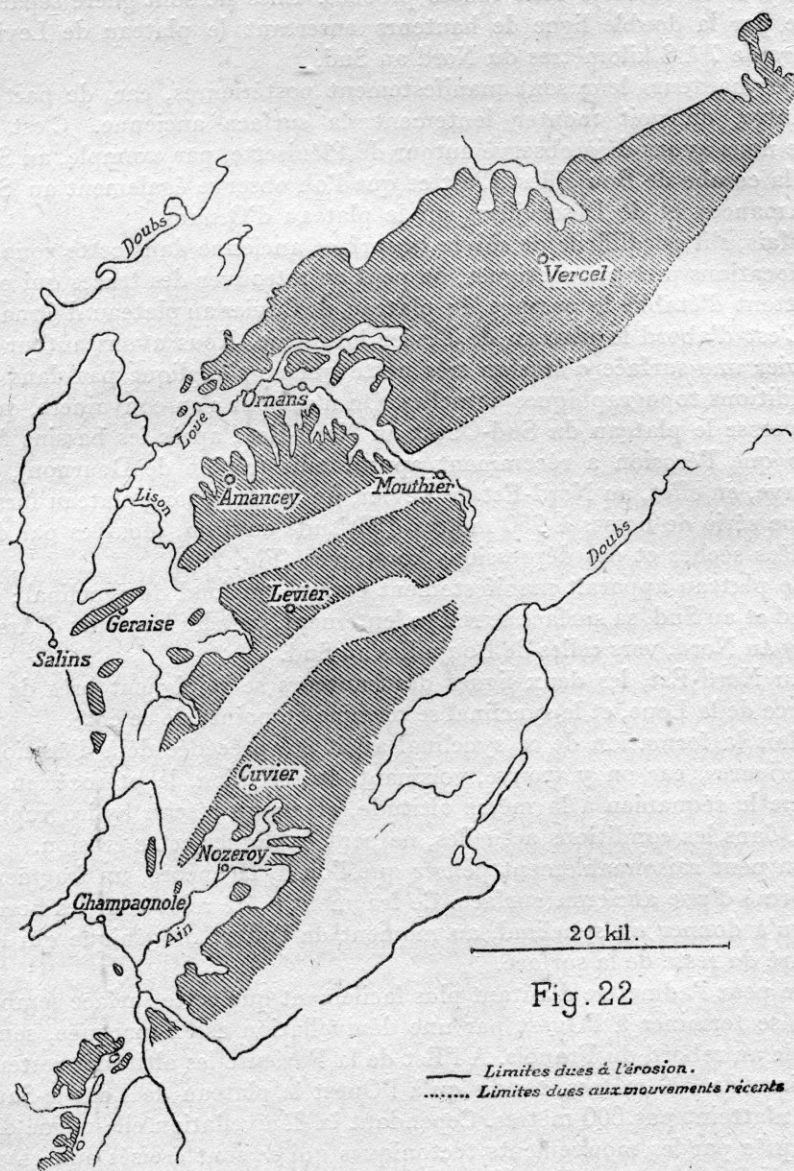 Doubs
Vercel
Ornans
Loue
Amancey
Mouthier
Lison
Doubs
Levier
Geraise
Salins
Cuvier
Nozeroy
Champagnole
Ain
20 kil.
Fig. 22
Limites dues à l'érosion.
Limites dues aux mouvements récents